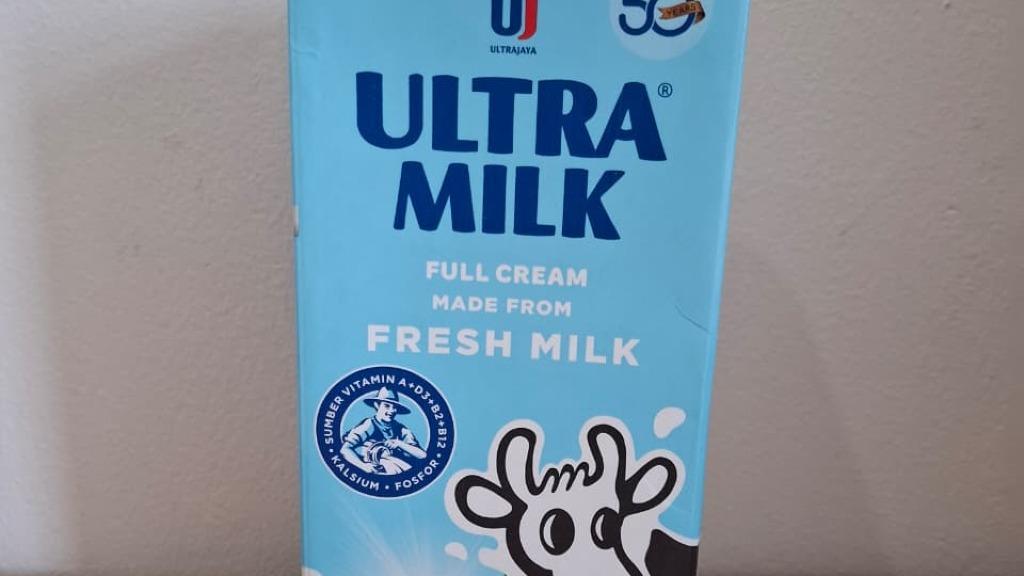 UJ
ULTRAJAYA
50 YEARS
ULTRA®
MILK
FULL CREAM
MADE FROM
FRESH MILK
SUMBER VITAMIN A+D3+B2+B12
• KALSIUM • FOSFOR •